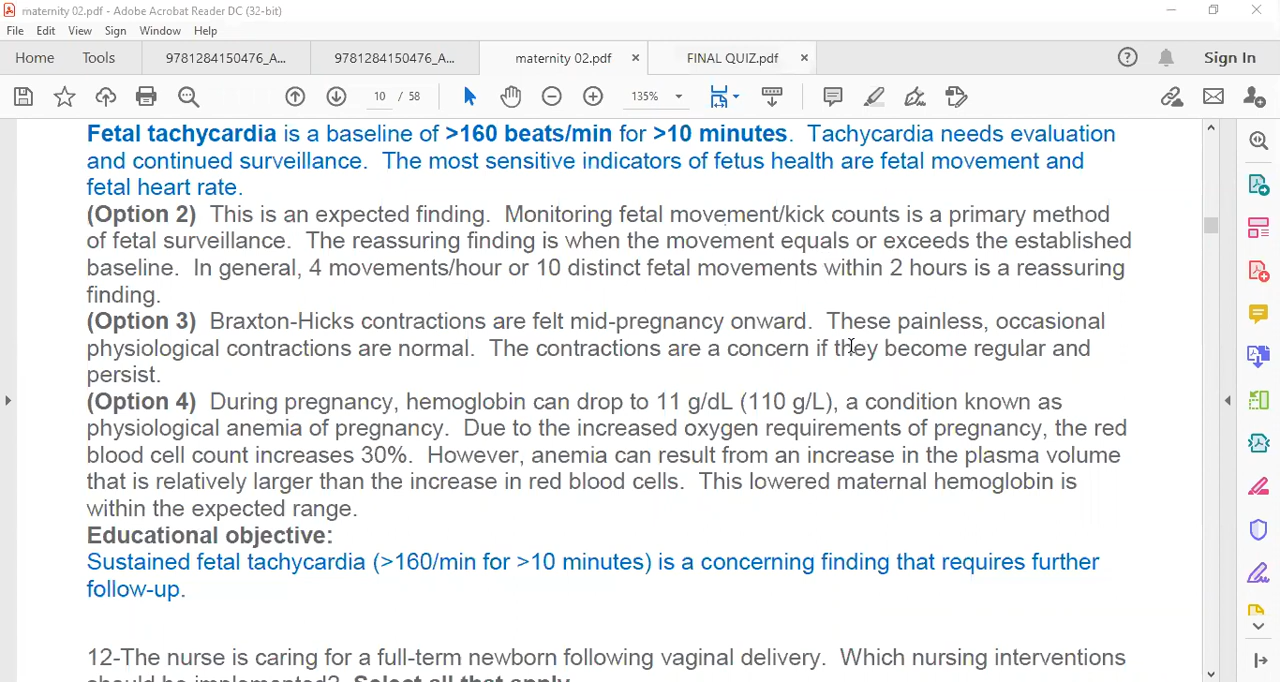 maternity 02.pdf - Adobe Acrobat Reader DC (32-bit)
File Edit View Sign Window Help
Home Tools 9781284150476_A... 9781284150476_A... maternity 02.pdf × FINAL QUIZ.pdf × Sign In
10 / 58 135%
Fetal tachycardia is a baseline of >160 beats/min for >10 minutes. Tachycardia needs evaluation
and continued surveillance. The most sensitive indicators of fetus health are fetal movement and
fetal heart rate.
(Option 2) This is an expected finding. Monitoring fetal movement/kick counts is a primary method
of fetal surveillance. The reassuring finding is when the movement equals or exceeds the established
baseline. In general, 4 movements/hour or 10 distinct fetal movements within 2 hours is a reassuring
finding.
(Option 3) Braxton-Hicks contractions are felt mid-pregnancy onward. These painless, occasional
physiological contractions are normal. The contractions are a concern if they become regular and
persist.
(Option 4) During pregnancy, hemoglobin can drop to 11 g/dL (110 g/L), a condition known as
physiological anemia of pregnancy. Due to the increased oxygen requirements of pregnancy, the red
blood cell count increases 30%. However, anemia can result from an increase in the plasma volume
that is relatively larger than the increase in red blood cells. This lowered maternal hemoglobin is
within the expected range.
Educational objective:
Sustained fetal tachycardia (>160/min for >10 minutes) is a concerning finding that requires further
follow-up.
12-The nurse is caring for a full-term newborn following vaginal delivery. Which nursing interventions
should be implemented? Select all that apply.